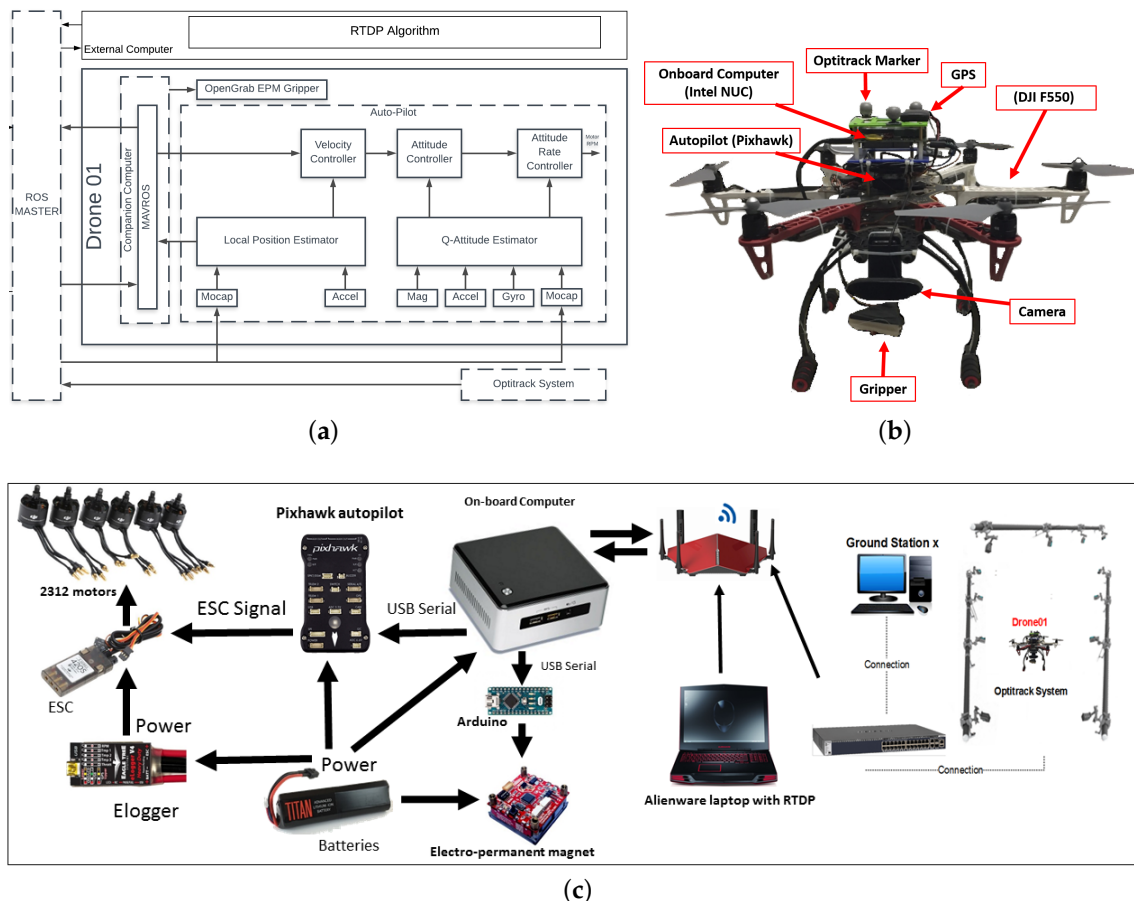 RTDP Algorithm
External Computer
ROS
MASTER
Drone 01
Companion Computer
MAVROS
OpenGrab EPM Gripper
Auto-Pilot
Velocity
Controller
Attitude
Controller
Attitude
Rate
Controller
Motor
RPM
Local Position Estimator
Q-Attitude Estimator
Mocap
Accel
Mag
Accel
Gyro
Mocap
Optitrack System
(a)
Optitrack Marker
GPS
Onboard Computer
(Intel NUC)
(DJI F550)
Autopilot (Pixhawk)
Camera
Gripper
(b)
2312 motors
Pixhawk autopilot
pixhawk
On-board Computer
ESC Signal
USB Serial
ESC
USB Serial
Arduino
Power
Elogger
Power
TITAN
Batteries
Electro-permanent magnet
Alienware laptop with RTDP
Ground Station x
Connection
Drone01
Optitrack System
Connection
(c)